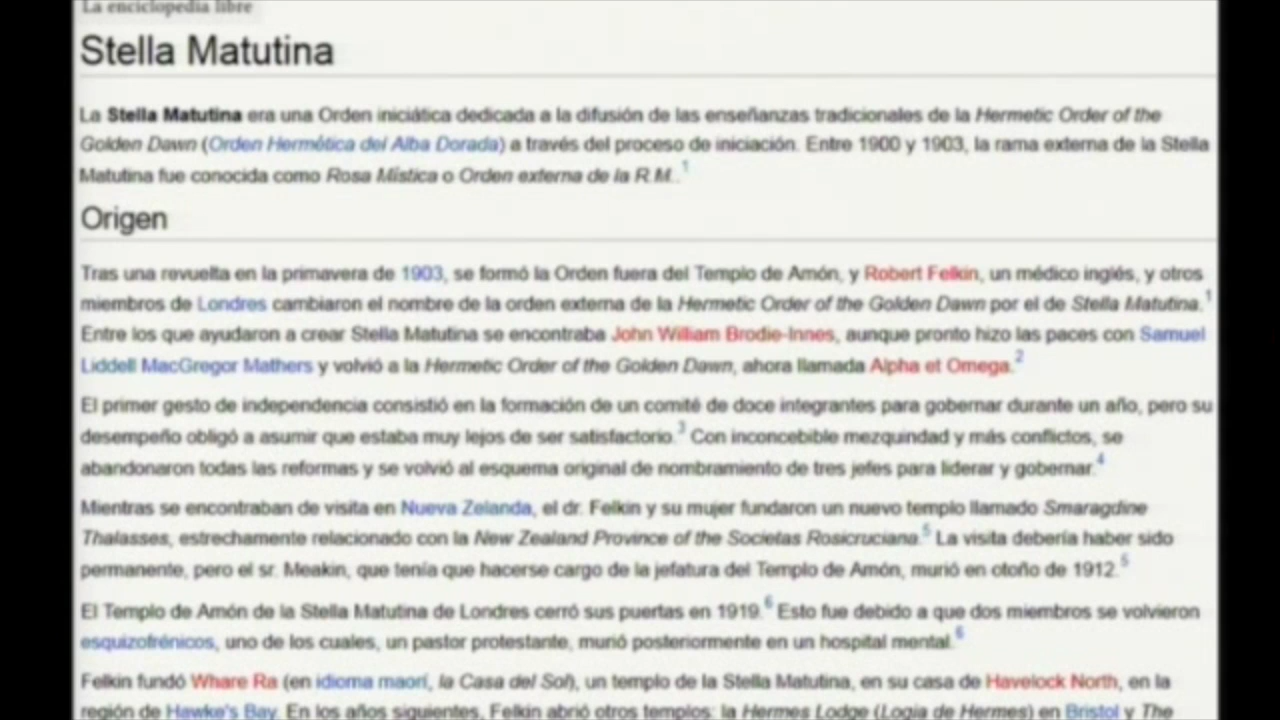 La enciclopedia libre
Stella Matutina
La Stella Matutina era una Orden iniciática dedicada a la difusión de las enseñanzas tradicionales de la Hermetic Order of the
Golden Dawn (Orden Hermética del Alba Dorada) a través del proceso de iniciación. Entre 1900 y 1903, la rama externa de la Stella
Matutina fue conocida como Rosa Mística o Orden externa de la R.M..1
Origen
Tras una revuelta en la primavera de 1903, se formó la Orden fuera del Templo de Amón, y Robert Felkin, un médico inglés, y otros
miembros de Londres cambiaron el nombre de la orden externa de la Hermetic Order of the Golden Dawn por el de Stella Matutina.1
Entre los que ayudaron a crear Stella Matutina se encontraba John William Brodie-Innes, aunque pronto hizo las paces con Samuel
Liddell MacGregor Mathers y volvió a la Hermetic Order of the Golden Dawn, ahora llamada Alpha et Omega.2
El primer gesto de independencia consistió en la formación de un comité de doce integrantes para gobernar durante un año, pero su
desempeño obligó a asumir que estaba muy lejos de ser satisfactorio.3 Con inconcebible mezquindad y más conflictos, se
abandonaron todas las reformas y se volvió al esquema original de nombramiento de tres jefes para liderar y gobernar.4
Mientras se encontraban de visita en Nueva Zelanda, el dr. Felkin y su mujer fundaron un nuevo templo llamado Smaragdine
Thalasses, estrechamente relacionado con la New Zealand Province of the Societas Rosicruciana.5 La visita debería haber sido
permanente, pero el sr. Meakin, que tenía que hacerse cargo de la jefatura del Templo de Amón, murió en otoño de 1912.5
El Templo de Amón de la Stella Matutina de Londres cerró sus puertas en 1919.6 Esto fue debido a que dos miembros se volvieron
esquizofrénicos, uno de los cuales, un pastor protestante, murió posteriormente en un hospital mental.6
Felkin fundó Whare Ra (en idioma maorí, la Casa del Sol), un templo de la Stella Matutina, en su casa de Havelock North, en la
región de Hawke's Bay. En los años siguientes, Felkin abrió otros templos: la Hermes Lodge (Logia de Hermes) en Bristol y The